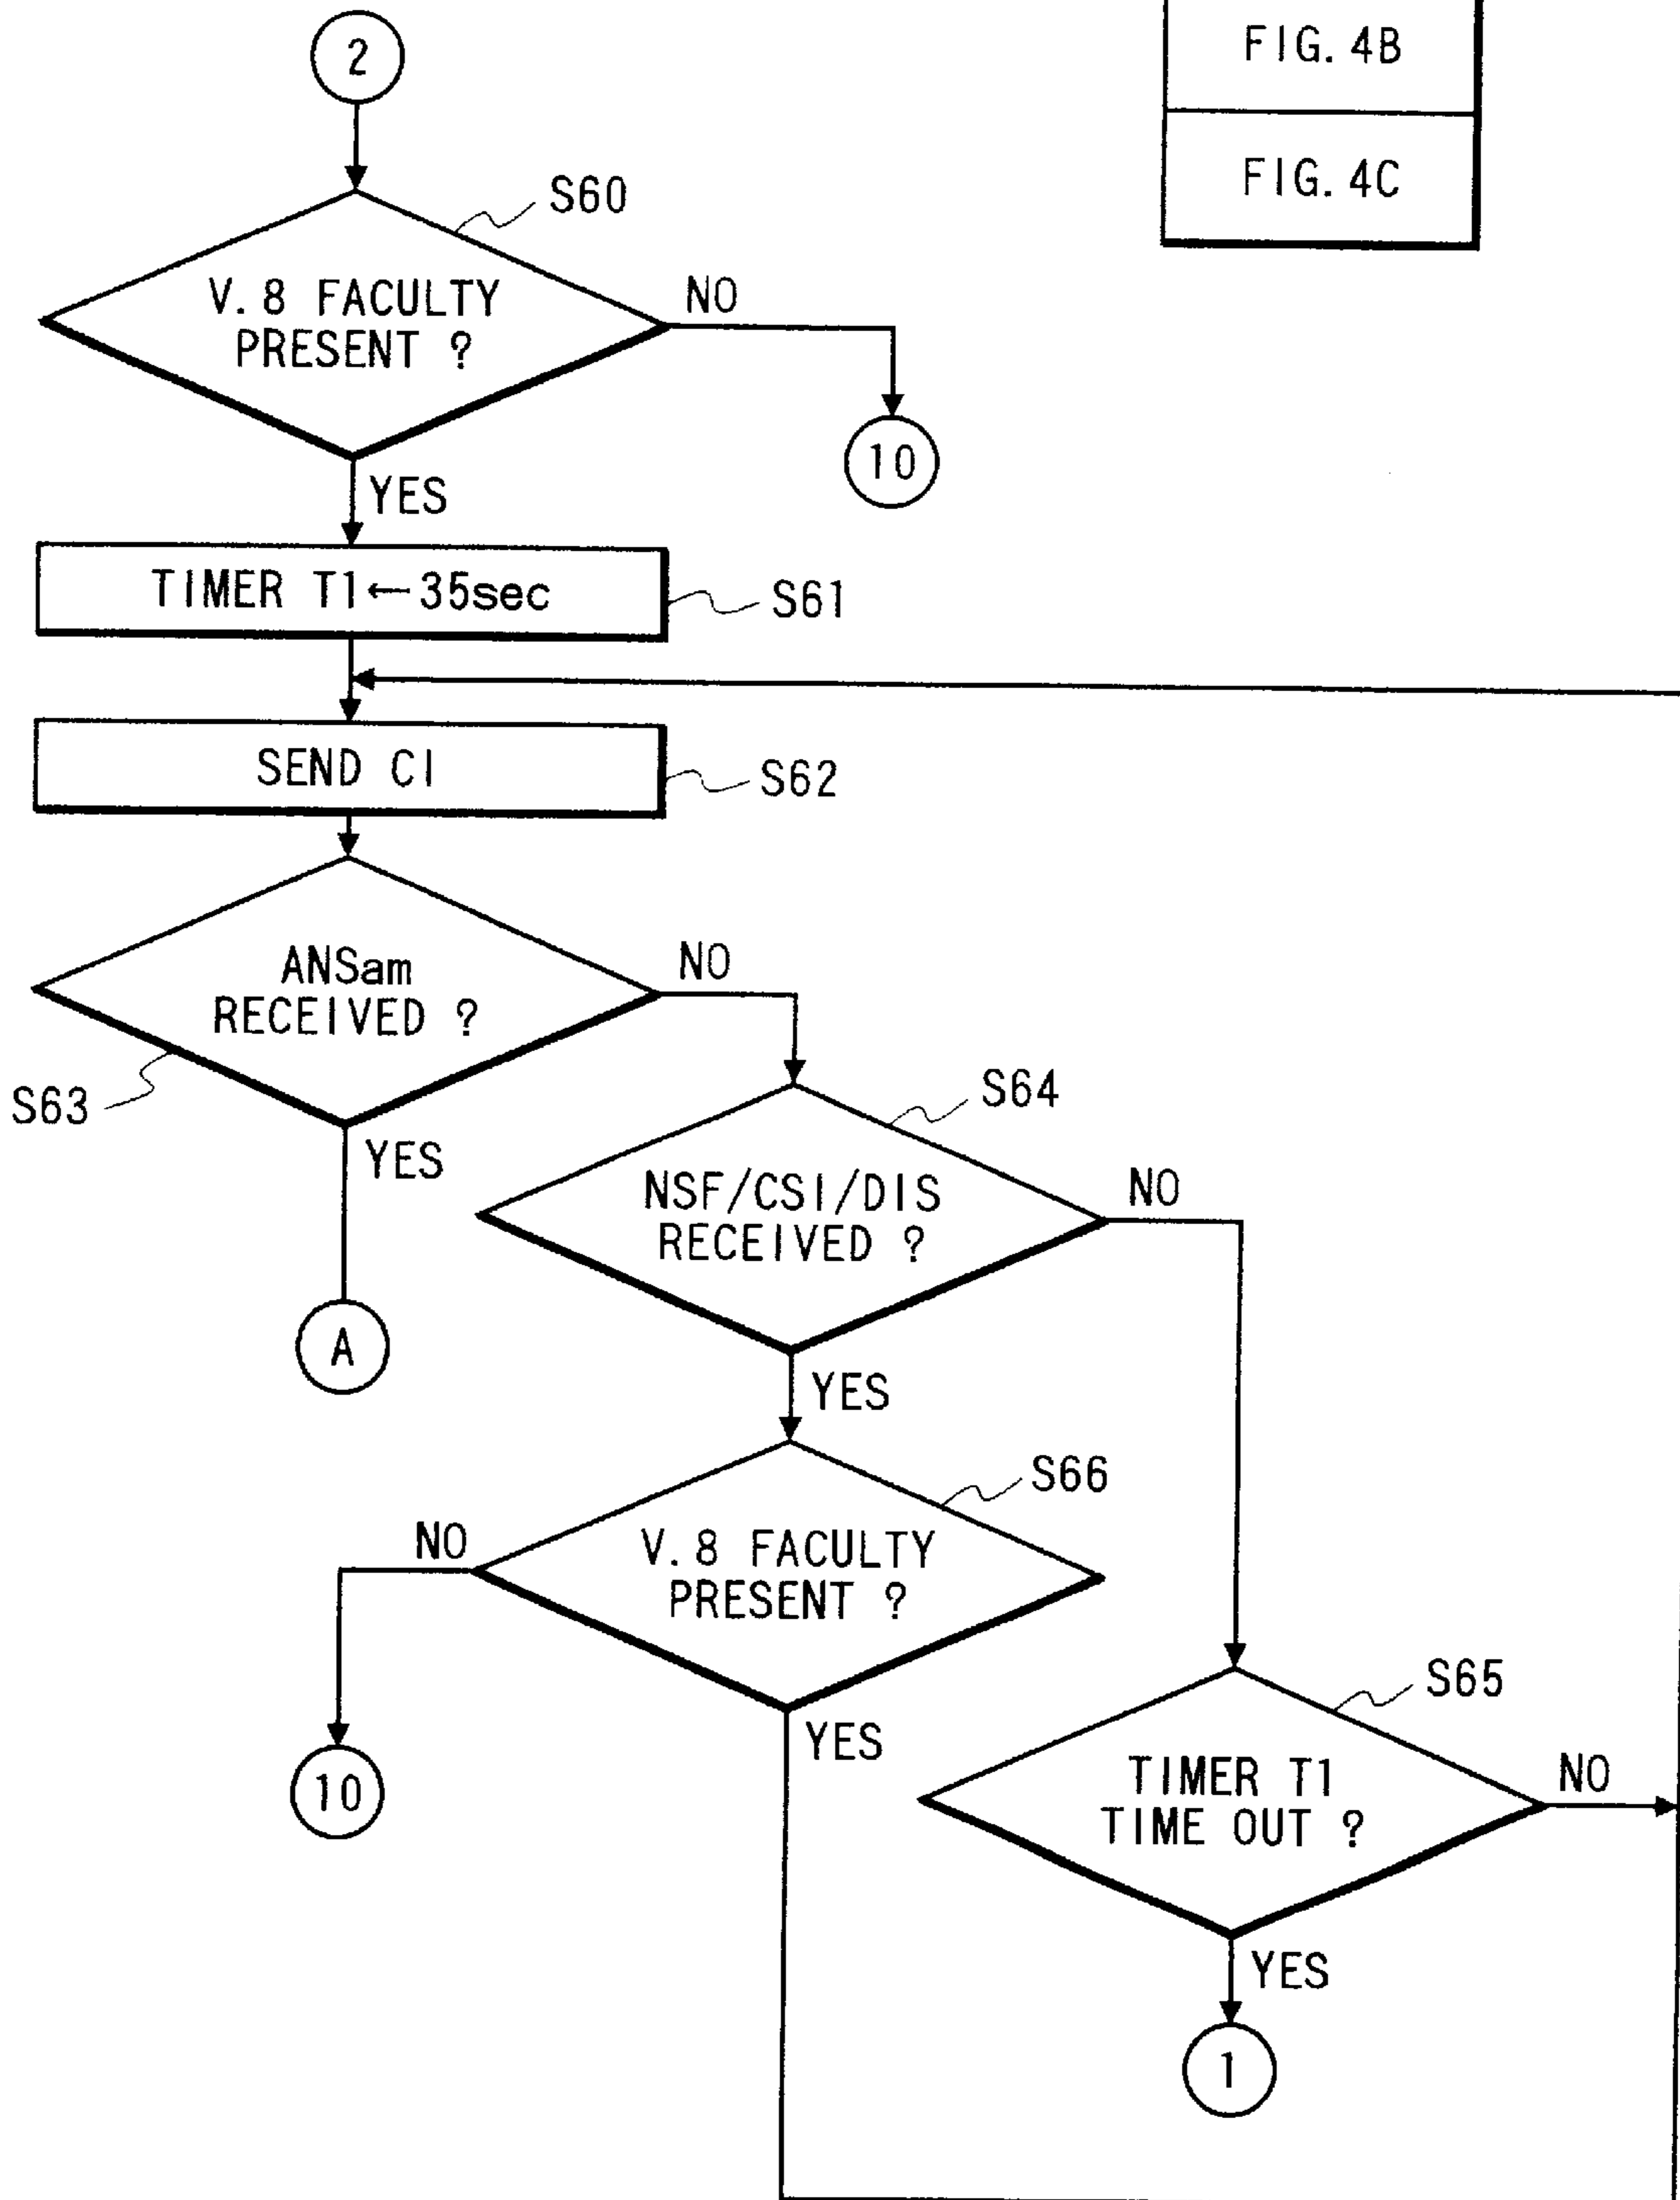 FIG. 4B
FIG. 4C
2
S60
V.8 FACULTY
PRESENT ?
NO
10
YES
TIMER T1←35sec
S61
SEND CI
S62
ANSam
RECEIVED ?
NO
S63
YES
A
S64
NSF/CSI/DIS
RECEIVED ?
NO
YES
S66
V.8 FACULTY
PRESENT ?
NO
10
YES
S65
TIMER T1
TIME OUT ?
NO
YES
1